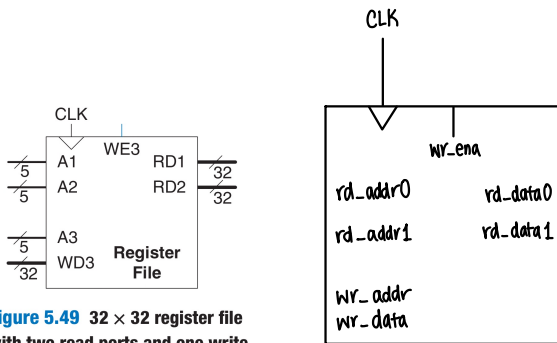 CLK
WE3
A1
5
RD1
32
A2
5
RD2
32
A3
5
WD3
32
Register
File
igure 5.49 32 × 32 register file
ith two read ports and one write
CLK
wr_ena
rd_addr0 rd_data0
rd_addr1 rd_data1
wr_addr
wr_data